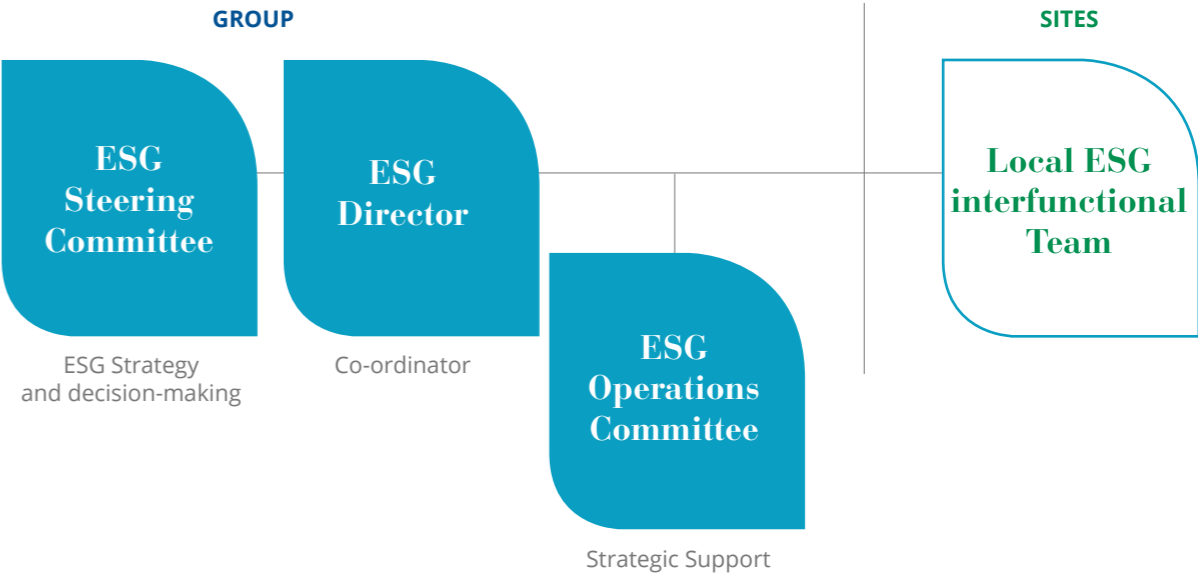 GROUP
SITES
ESG
Steering
Committee
ESG Strategy
and decision-making
ESG
Director
Co-ordinator
ESG
Operations
Committee
Strategic Support
Local ESG
interfunctional
Team